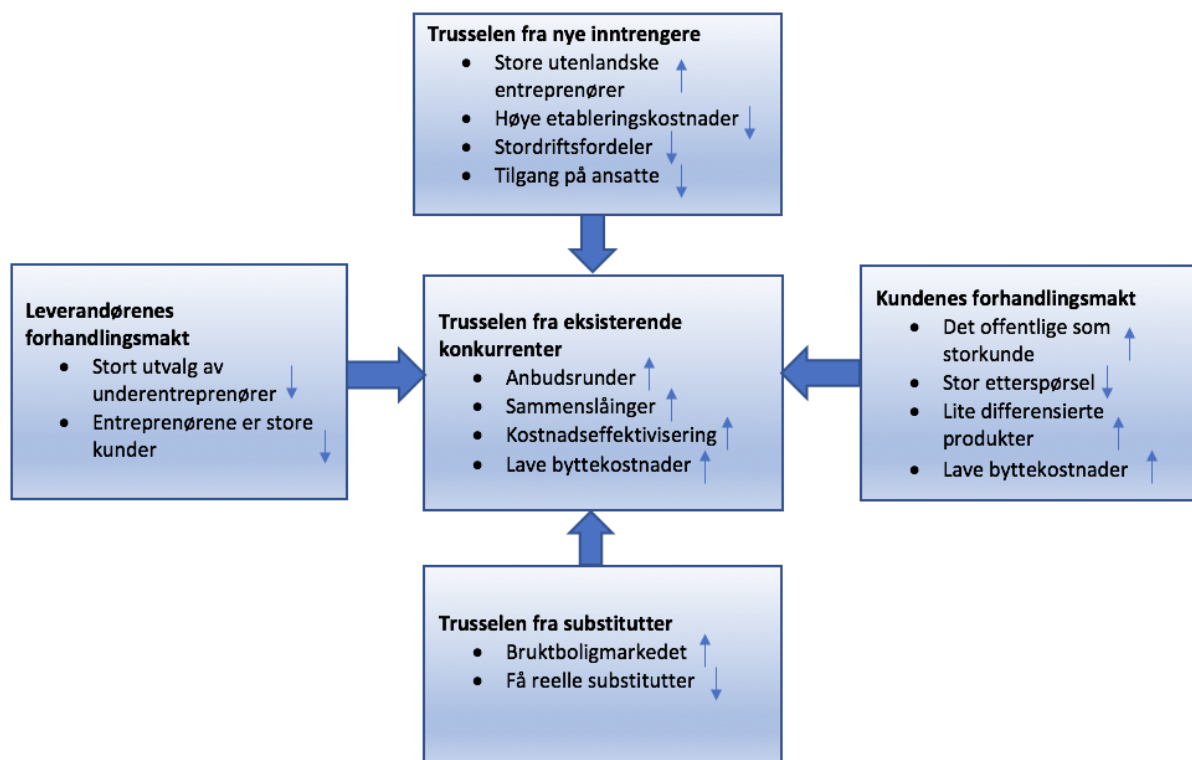 Trusselen fra nye inntrengere
• Store utenlandske
entreprenører
• Høye etableringskostnader
• Stordriftsfordeler
• Tilgang på ansatte
Leverandørenes
forhandlingsmakt
• Stort utvalg av
underentreprenører
• Entreprenørene er store
kunder
Trusselen fra eksisterende
konkurrenter
• Anbudsrunder
• Sammenslåinger
• Kostnadseffektivisering
• Lave byttekostnader
Kundenes forhandlingsmakt
• Det offentlige som
storkunde
• Stor etterspørsel
• Lite differensierte
produkter
• Lave byttekostnader
Trusselen fra substitutter
• Bruktboligmarkedet
• Få reelle substitutter